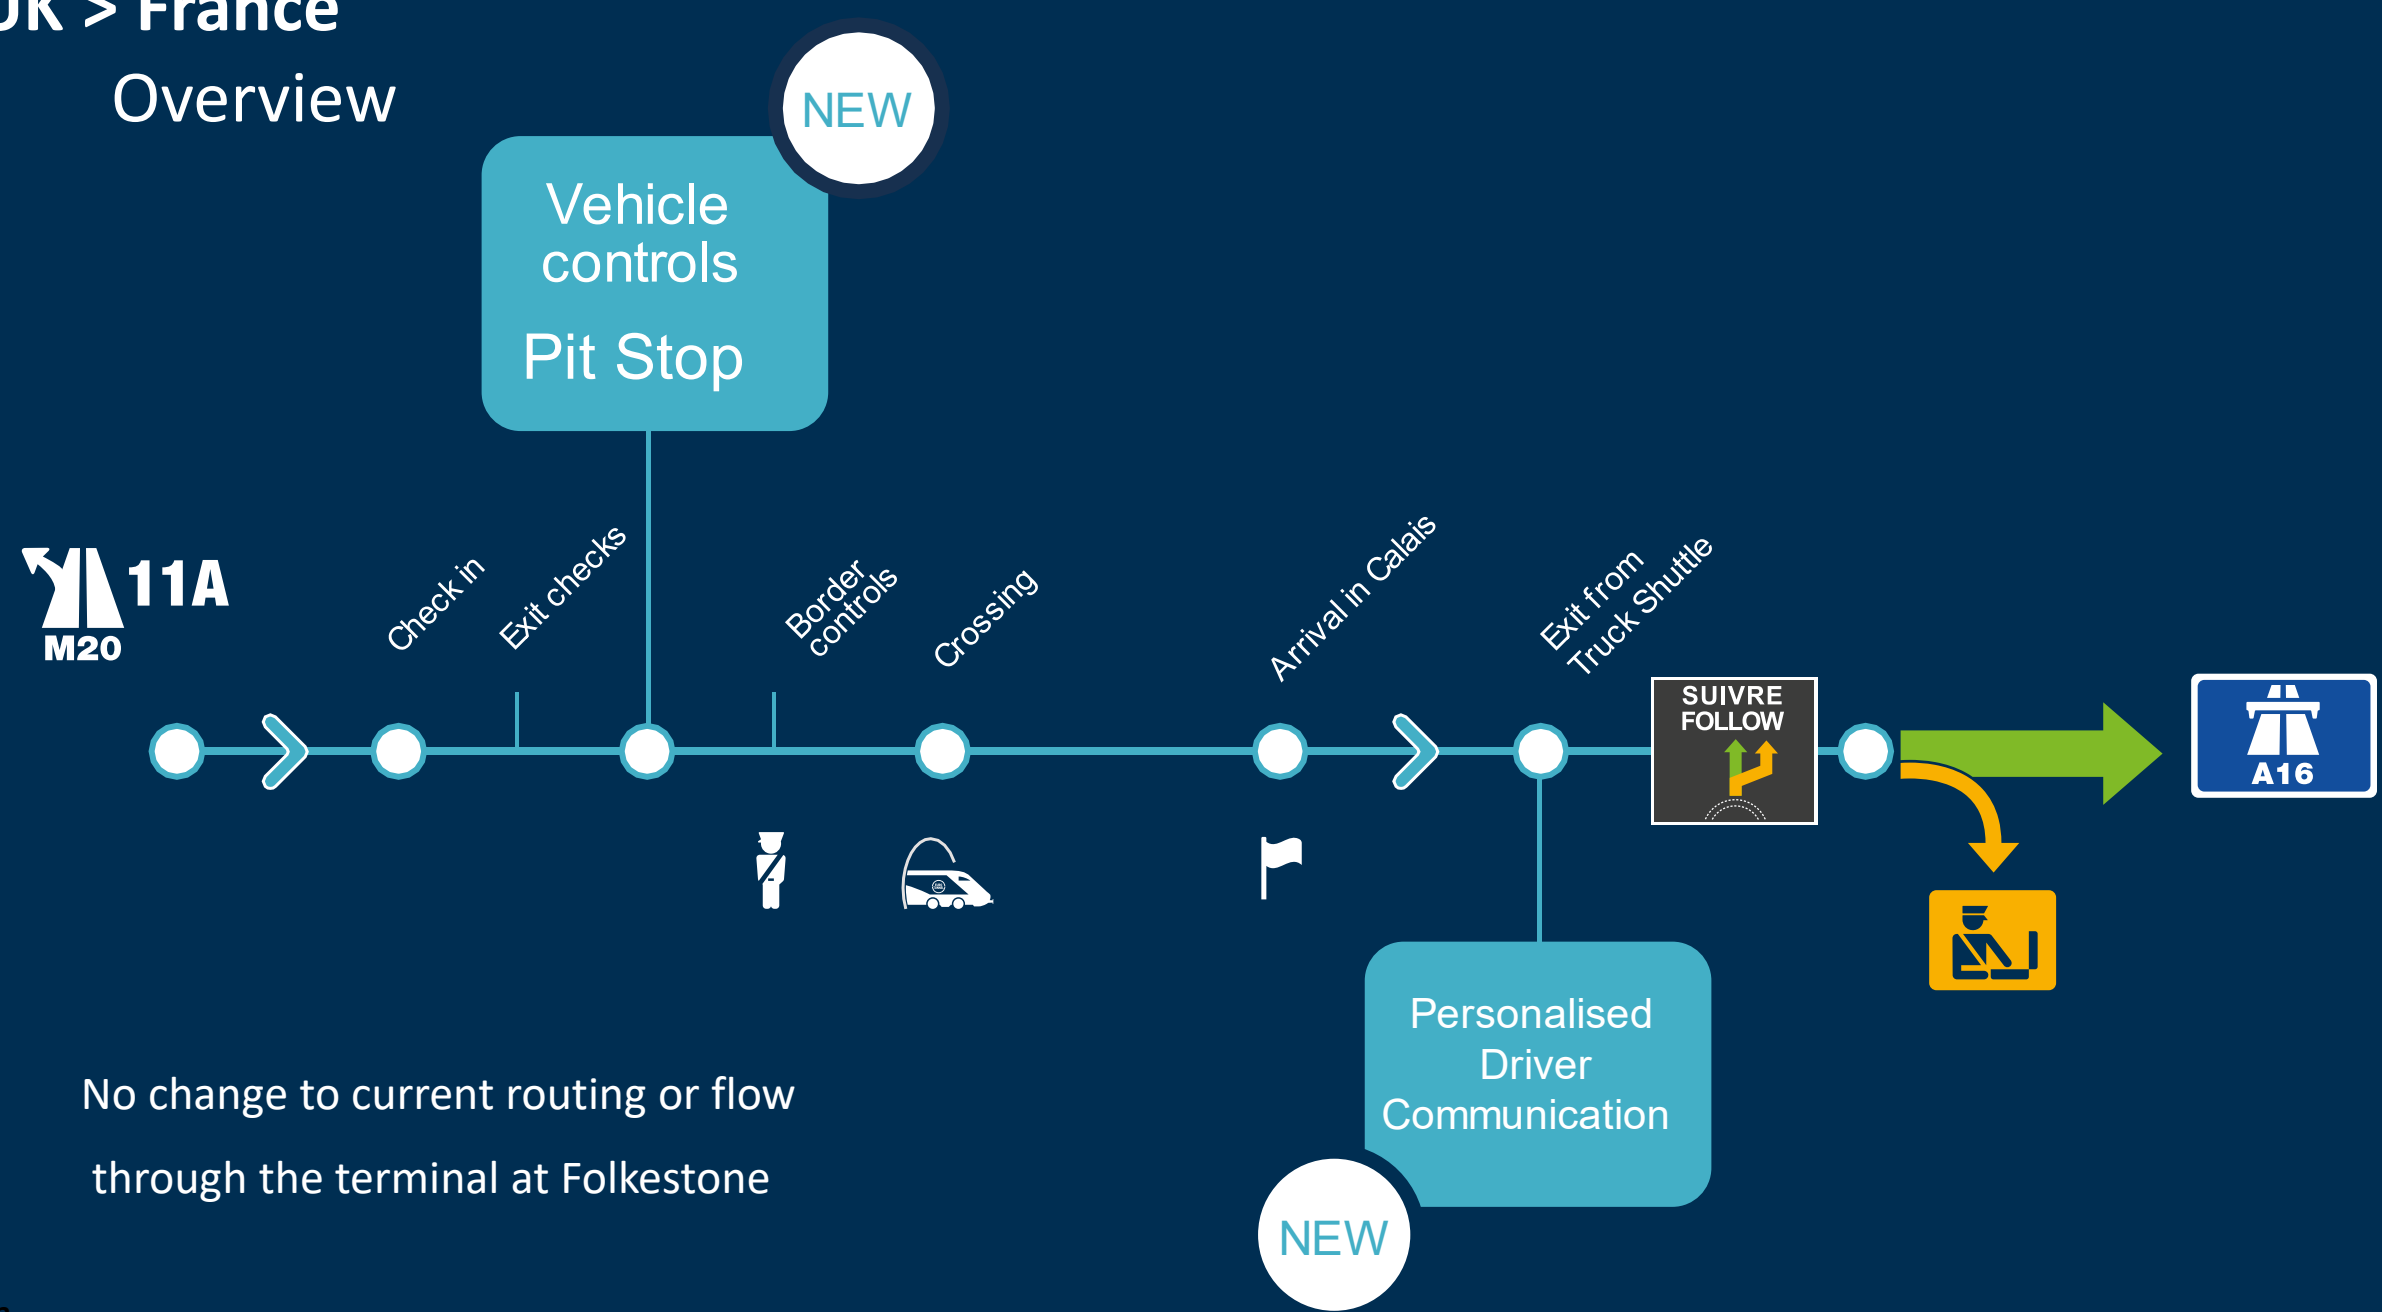 UK > France
Overview
NEW
Vehicle
controls
Pit Stop
11A
M20
Check in
Exit checks
Border
controls
Crossing
Arrival in Calais
Exit from
Truck Shuttle
SUIVRE
FOLLOW
A16
Personalised
Driver
Communication
NEW
No change to current routing or flow
through the terminal at Folkestone